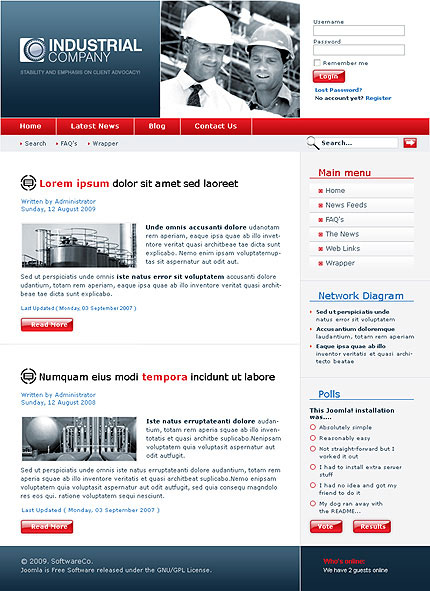 INDUSTRIAL
COMPANY
STABILITY AND EMPHASIS ON CLIENT ADVOCACY!
Username
Password
Remember me
Login
Lost Password?
No account yet? Register
Home
Latest News
Blog
Contact Us
Search
FAQ's
Wrapper
Search...
Lorem ipsum dolor sit amet sed laoreet
Written by Administrator
Sunday, 12 August 2009
Unde omnis accusanti dolore udanotam
rem aperiam, eaque ipsa quae ab illo invet-
ntore veritat quasi architbeae tae dicta sunt
explicabo. Nemo enim ipsam voluptatemup-
tas sit aspernatur aut odit aut.
Sed ut perspiciatis unde omnis iste natus error sit voluptatem accusanti dolore
udantium, totam rem aperiam, eaque ipsa quae ab illo inventore veritat quasi archit-
beae tae dicta sunt explicabo.
Last Updated ( Monday, 03 September 2007 )
Read More
Numquam eius modi tempora incidunt ut labore
Written by Administrator
Sunday, 12 August 2008
Iste natus erruptateanti dolore audan-
tium, totam rem aperia squae ab illo inven-
totatis et quasi architbe suplicabo.Nenipsam
voluptatem quia voluptasit aspernatur aut
odit autfugit.
Sed ut perspiciatis unde omnis iste natus erruptateanti dolore audantium, totam rem
aperia squae ab illo inventore veritatis et quasi architbeat suplicabo.Nemo enipsam
voluptatem quia voluptasit aspernatur aut odit autfugit, sed quia consequ magndolo
res eos qui. ratione voluptatem sequi nesciunt.
Last Updated ( Monday, 03 September 2007 )
Read More
Main menu
Home
News Feeds
FAQ's
The News
Web Links
Wrapper
Network Diagram
Sed ut perspiciatis unde
natus error sit voluptatem
Accusantium doloremque
laudantium, totam rem aperiam
Eaque ipsa quae ab illo
inventore veritatis et quasi archi-
tecto beatae
Polls
This Joomla! installation
was....
Absolutely simple
Reasonably easy
Not straight-forward but I
worked it out
I had to install extra server
stuff
I had no idea and got my
friend to do it
My dog ran away with
the README...
Vote
Results
© 2009. SoftwareCo.
Joomla is Free Software released under the GNU/GPL License.
Who's online:
We have 2 guests online